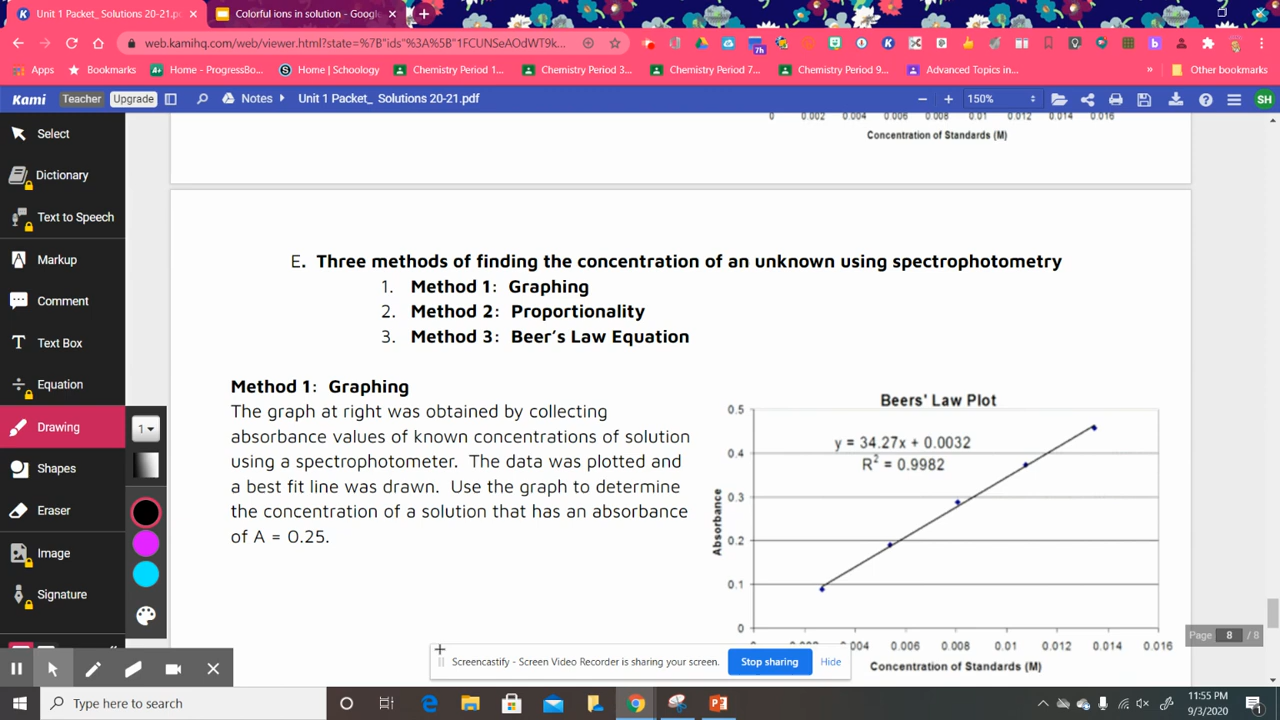 Unit 1 Packet_ Solutions 20-21.p
Colorful ions in solution - Google
web.kamihq.com/web/viewer.html?state=%7B"ids"%3A%5B"1FCUNSeAOdWT9k...
7h
Apps
Bookmarks
Home - ProgressBo...
Home | Schoology
Chemistry Period 1...
Chemistry Period 3...
Chemistry Period 7...
Chemistry Period 9...
Advanced Topics in...
»
Other bookmarks
Kami
Teacher
Upgrade
Notes
Unit 1 Packet_ Solutions 20-21.pdf
150%
SH
Select
Dictionary
Text to Speech
Markup
Comment
Text Box
Equation
Drawing
Shapes
Eraser
Image
Signature
1
0 0.002 0.004 0.006 0.008 0.01 0.012 0.014 0.016
Concentration of Standards (M)
E. Three methods of finding the concentration of an unknown using spectrophotometry
1. Method 1: Graphing
2. Method 2: Proportionality
3. Method 3: Beer's Law Equation
Method 1: Graphing
The graph at right was obtained by collecting
absorbance values of known concentrations of solution
using a spectrophotometer. The data was plotted and
a best fit line was drawn. Use the graph to determine
the concentration of a solution that has an absorbance
of A = 0.25.
Beers' Law Plot
y = 34.27x + 0.0032
R2 = 0.9982
Absorbance
0.5
0.4
0.3
0.2
0.1
0
0.006 0.008 0.01 0.012 0.014 0.016
Concentration of Standards (M)
Page 8 / 8
Screencastify - Screen Video Recorder is sharing your screen.
Stop sharing
Hide
Type here to search
11:55 PM
9/3/2020